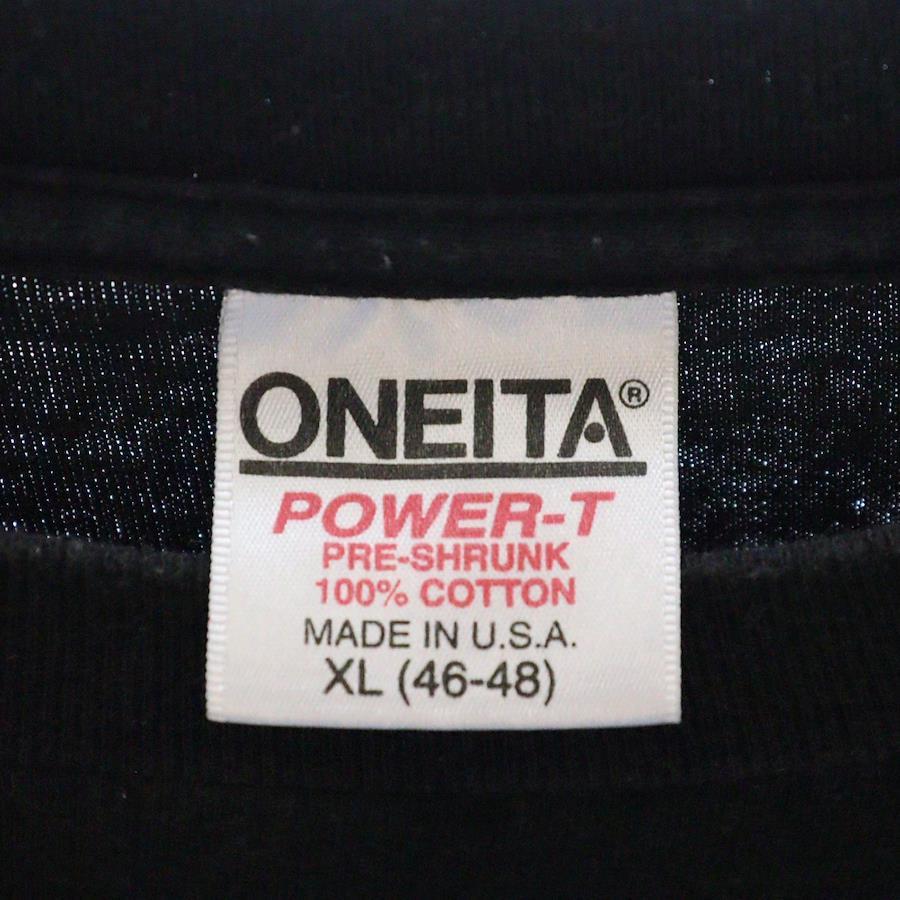 ONEITA®
POWER-T
PRE-SHRUNK
100% COTTON
MADE IN U.S.A.
XL (46-48)